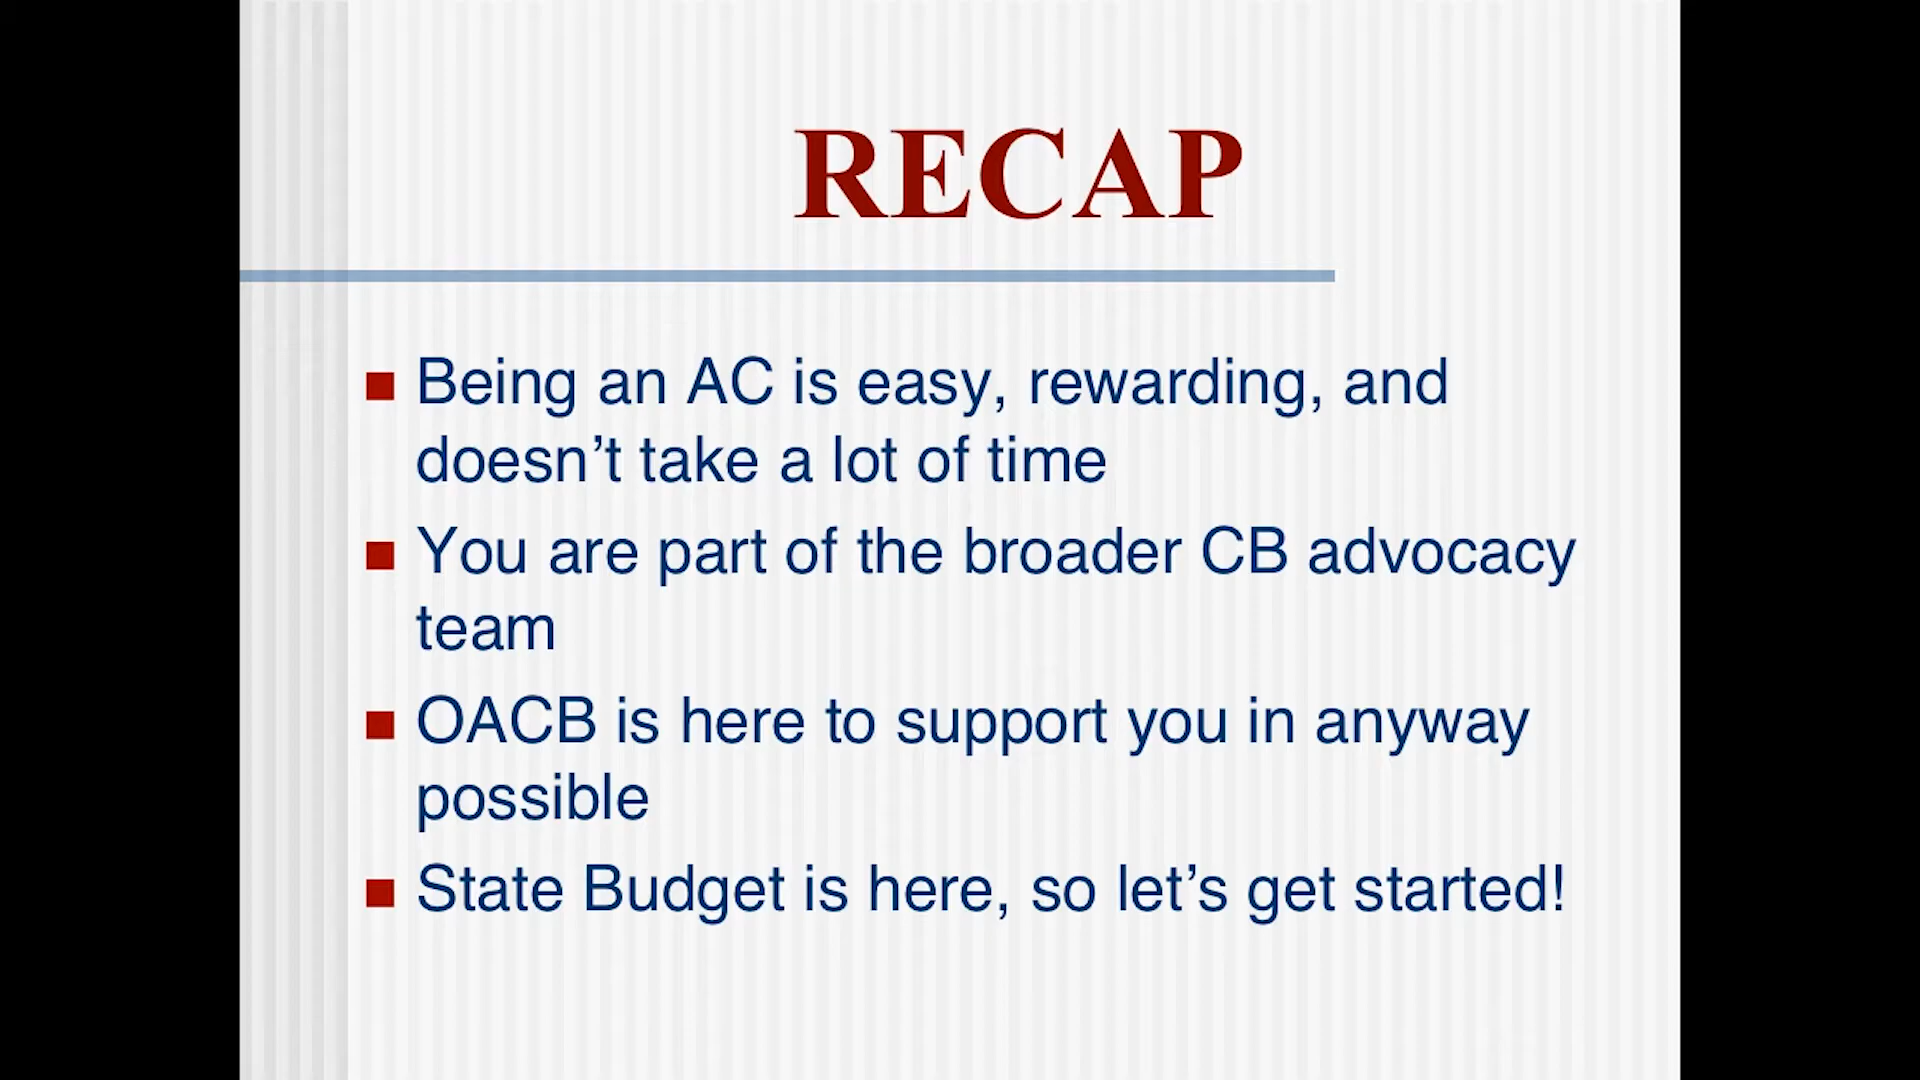 RECAP
Being an AC is easy, rewarding, and
doesn’t take a lot of time
You are part of the broader CB advocacy
team
OACB is here to support you in anyway
possible
State Budget is here, so let’s get started!